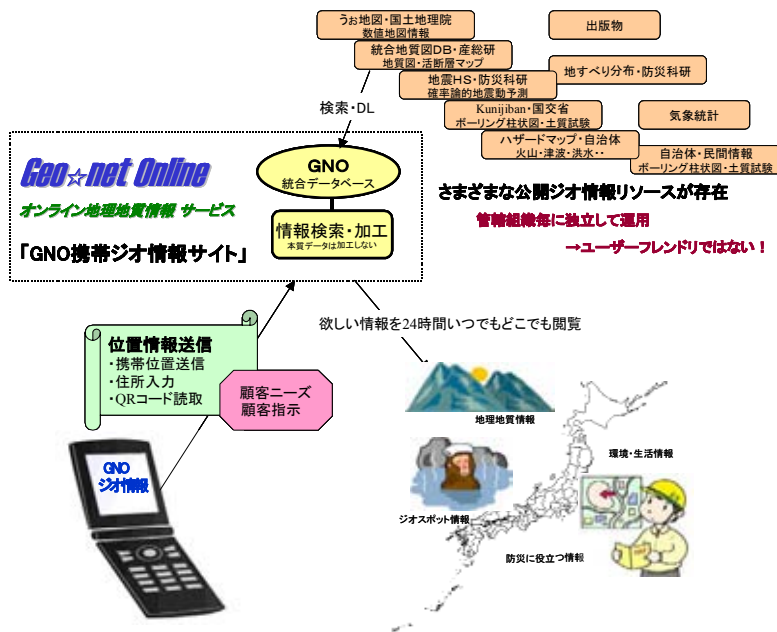 うぉ地図・国土地理院
数値地図情報
出版物
統合地質図DB・産総研
地質図・活断層マップ
地すべり分布・防災科研
地震HS・防災科研
確率論的地震動予測
Kunijiban・国交省
ボーリング柱状図・土質試験
気象統計
ハザードマップ・自治体
火山・津波・洪水・・
自治体・民間情報
ボーリング柱状図・土質試験
検索・DL
Geo☆net Online
オンライン地理地質情報 サービス
「GNO携帯ジオ情報サイト」
GNO
統合データベース
情報検索・加工
本質データは加工しない
さまざまな公開ジオ情報リソースが存在
管轄組織毎に独立して運用
→ユーザーフレンドリではない！
欲しい情報を24時間いつでもどこでも閲覧
位置情報送信
・携帯位置送信
・住所入力
・QRコード読取
顧客ニーズ
顧客指示
GNO
ジオ情報
地理地質情報
環境・生活情報
ジオスポット情報
防災に役立つ情報